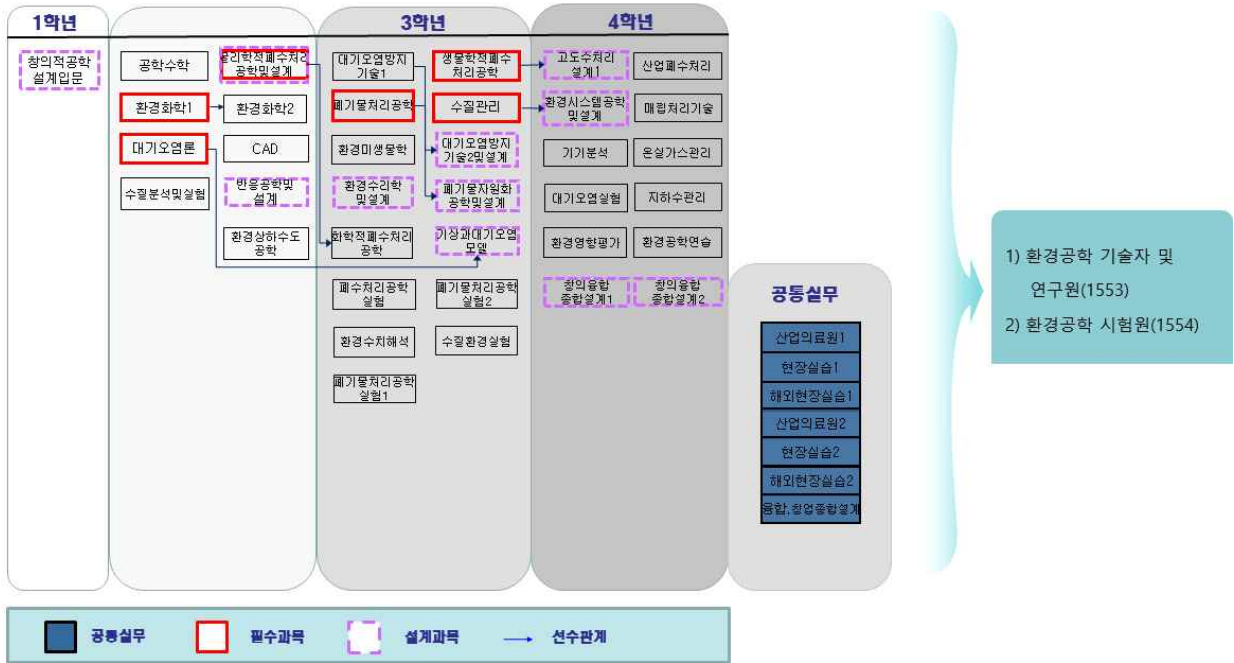 1학년
3학년
4학년
창의적공학
설계입문
공학수학
물리학적폐수처리
공학및설계
환경화학1
환경화학2
대기오염론
CAD
수질분석및실험
반응공학및
설계
환경상하수도
공학
대기오염방지
기술1
생물학적폐수
처리공학
폐기물처리공학
수질관리
환경미생물학
대기오염방지
기술2및설계
환경수리학
및설계
폐기물자원화
공학및설계
화학적폐수처리
공학
기상과대기오염
모델
폐수처리공학
실험
폐기물처리공학
실험2
환경수치해석
수질환경실험
폐기물처리공학
실험1
고도수처리
설계1
산업폐수처리
환경시스템공학
및설계
매립처리기술
기기분석
온실가스관리
대기오염실험
지하수관리
환경영향평가
환경공학연습
창의융합
종합설계1
창의융합
종합설계2
공통실무
산업의료원1
현장실습1
해외현장실습1
산업의료원2
현장실습2
해외현장실습2
융합.창업종합설계
1) 환경공학 기술자 및
연구원(1553)
2) 환경공학 시험원(1554)
공통실무
필수과목
설계과목
선수관계